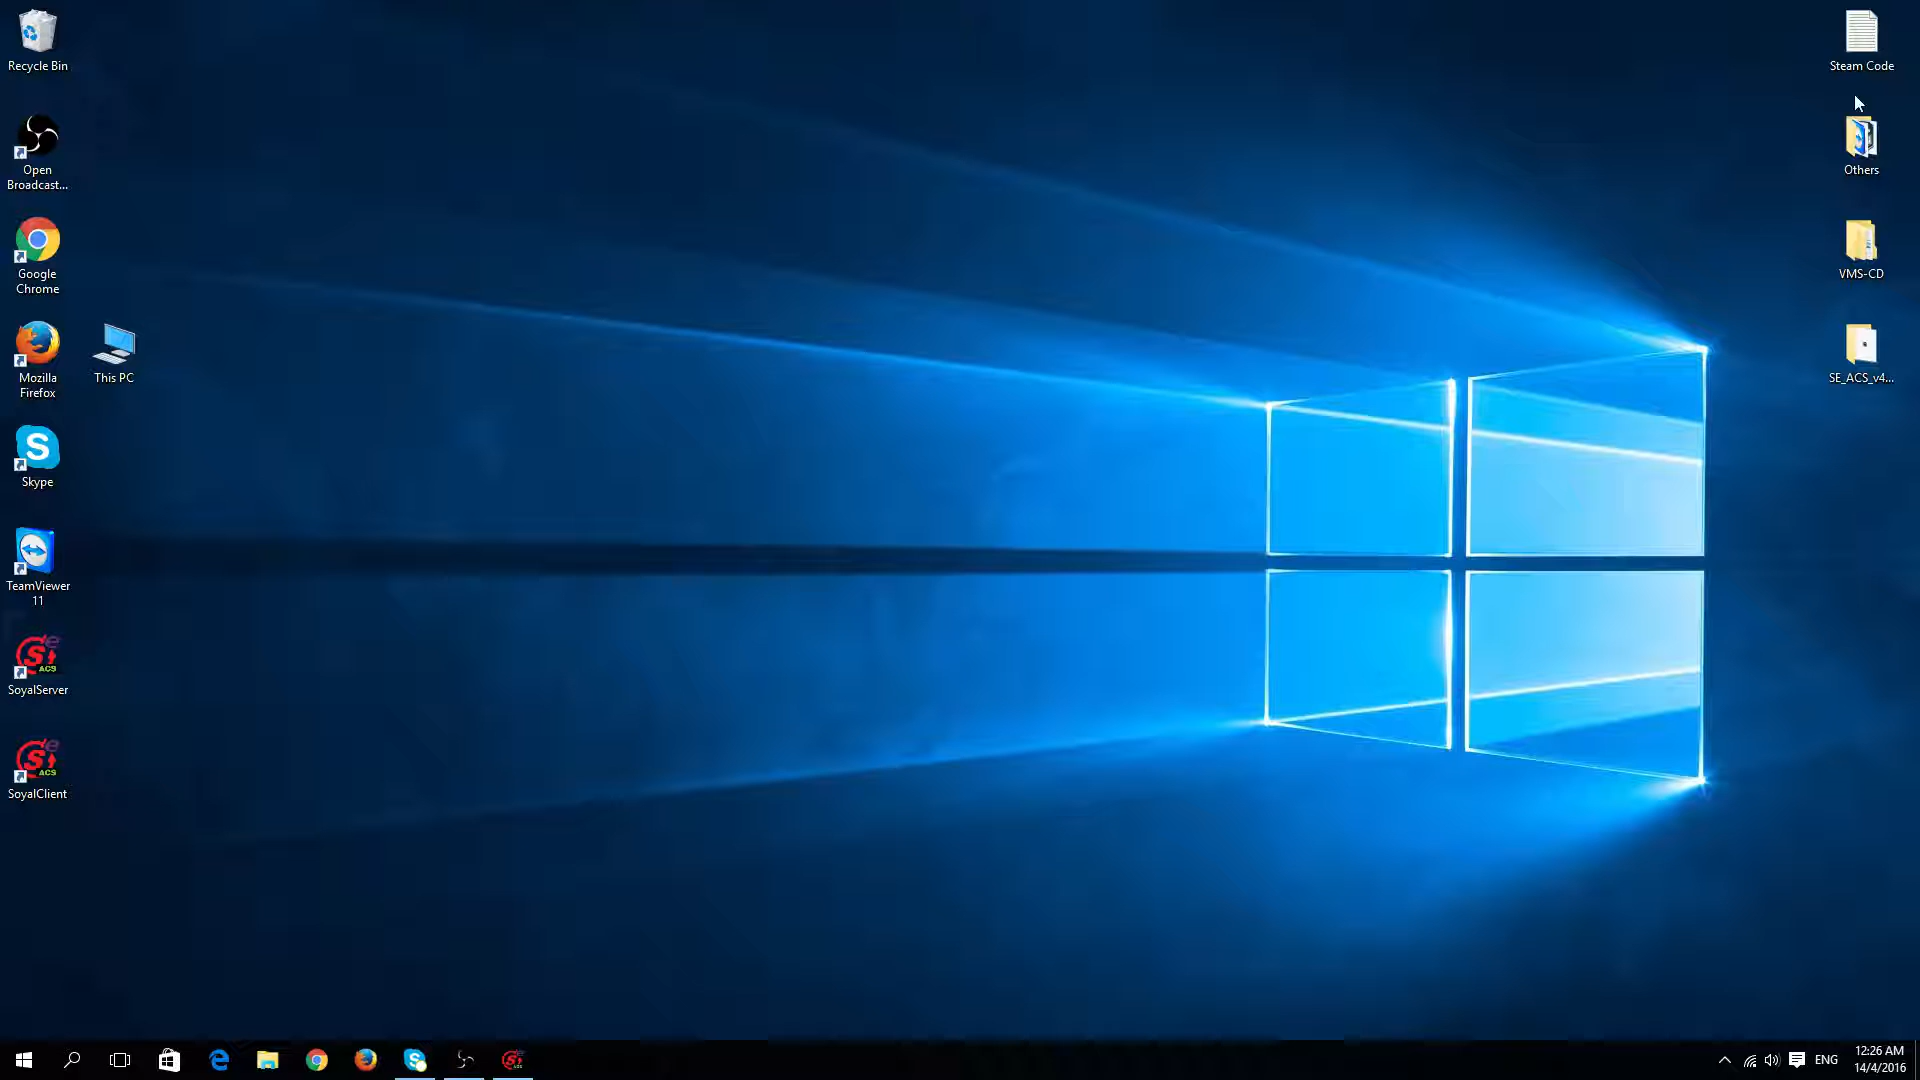 Recycle Bin
Open
Broadcast...
Google
Chrome
Mozilla
Firefox
This PC
Skype
TeamViewer
11
SoyalServer
SoyalClient
Steam Code
Others
VMS-CD
SE_ACS_v4...
ENG
12:26 AM
14/4/2016